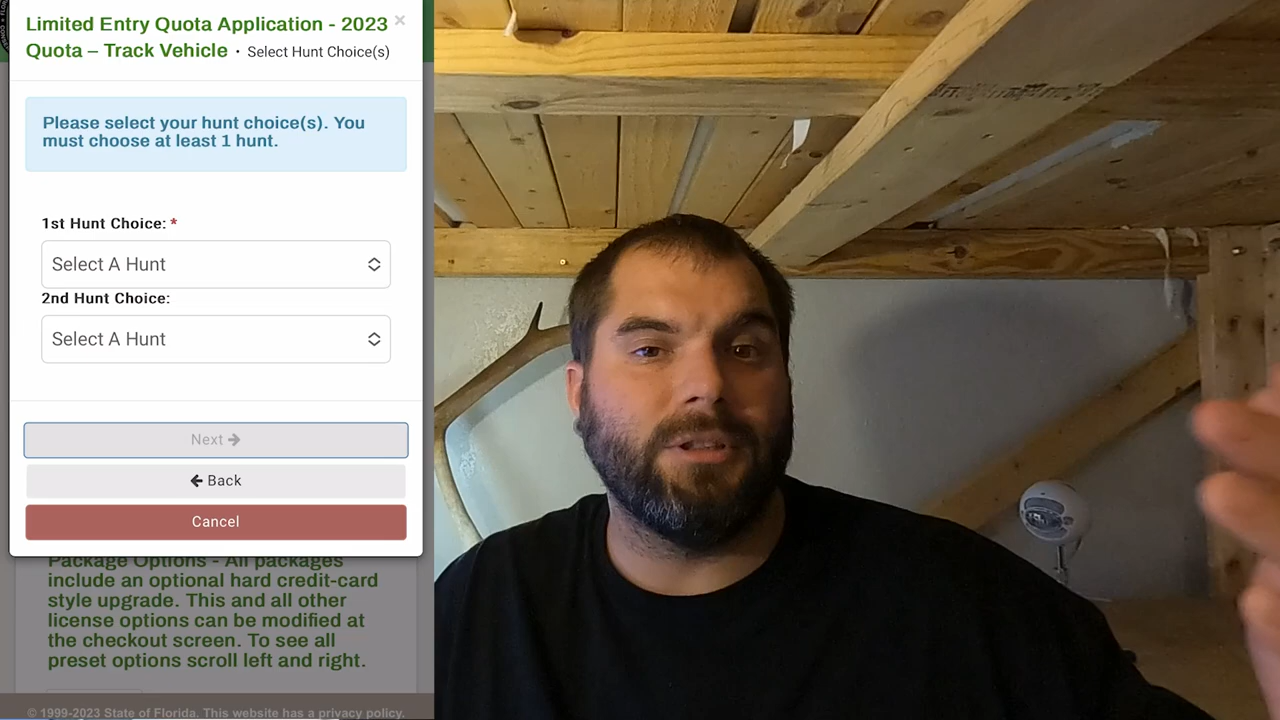 Limited Entry Quota Application - 2023
Quota – Track Vehicle · Select Hunt Choice(s)
×
Please select your hunt choice(s). You
must choose at least 1 hunt.
1st Hunt Choice: *
Select A Hunt
2nd Hunt Choice:
Select A Hunt
Next →
← Back
Cancel
Package Options - All packages
include an optional hard credit-card
style upgrade. This and all other
license options can be modified at
the checkout screen. To see all
preset options scroll left and right.
© 1999-2023 State of Florida. This website has a privacy policy.